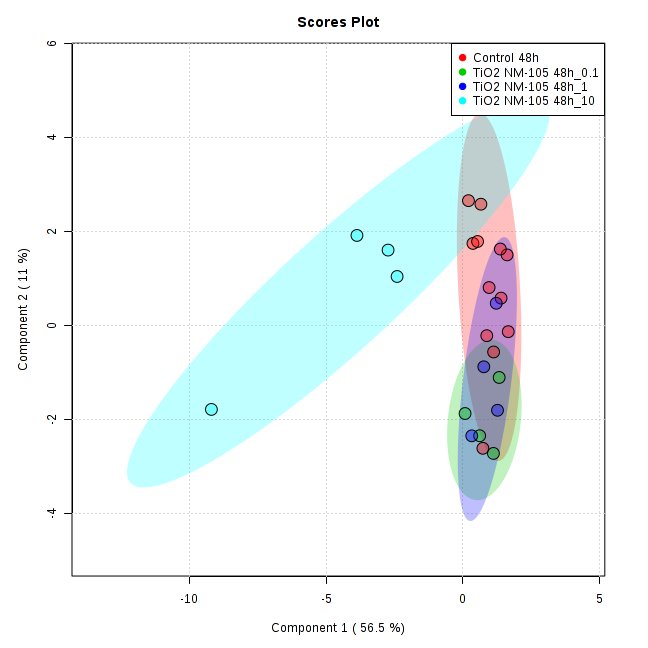 Scores Plot
Control 48h
TiO2 NM-105 48h_0.1
TiO2 NM-105 48h_1
TiO2 NM-105 48h_10
6
4
2
0
-2
-4
Component 2 ( 11 %)
-10
-5
0
5
Component 1 ( 56.5 %)